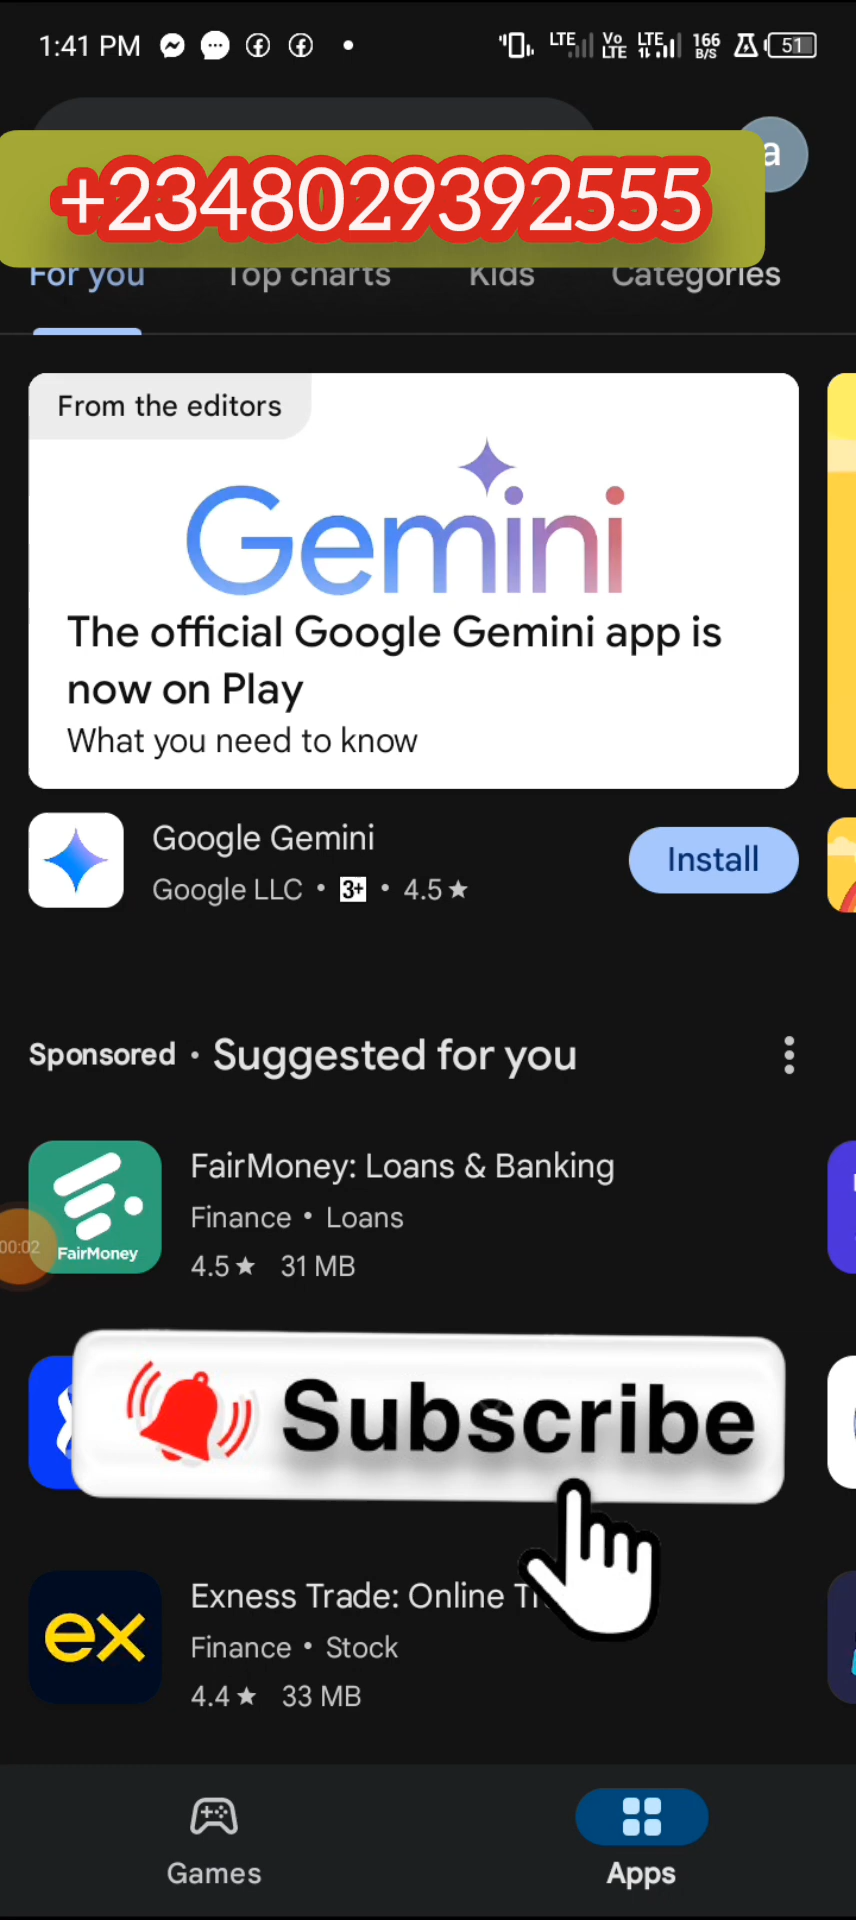 1:41 PM
LTE Vo LTE LTE 166 B/S 51
a
+2348029392555
For you Top charts Kids Categories
From the editors
Gemini
The official Google Gemini app is
now on Play
What you need to know
Google Gemini
Install
Google LLC • 3+ • 4.5 ★
Sponsored • Suggested for you
FairMoney: Loans & Banking
Finance • Loans
00:02
FairMoney
4.5 ★ 31 MB
Subscribe
Exness Trade: Online
ex
Finance • Stock
4.4 ★ 33 MB
Games Apps